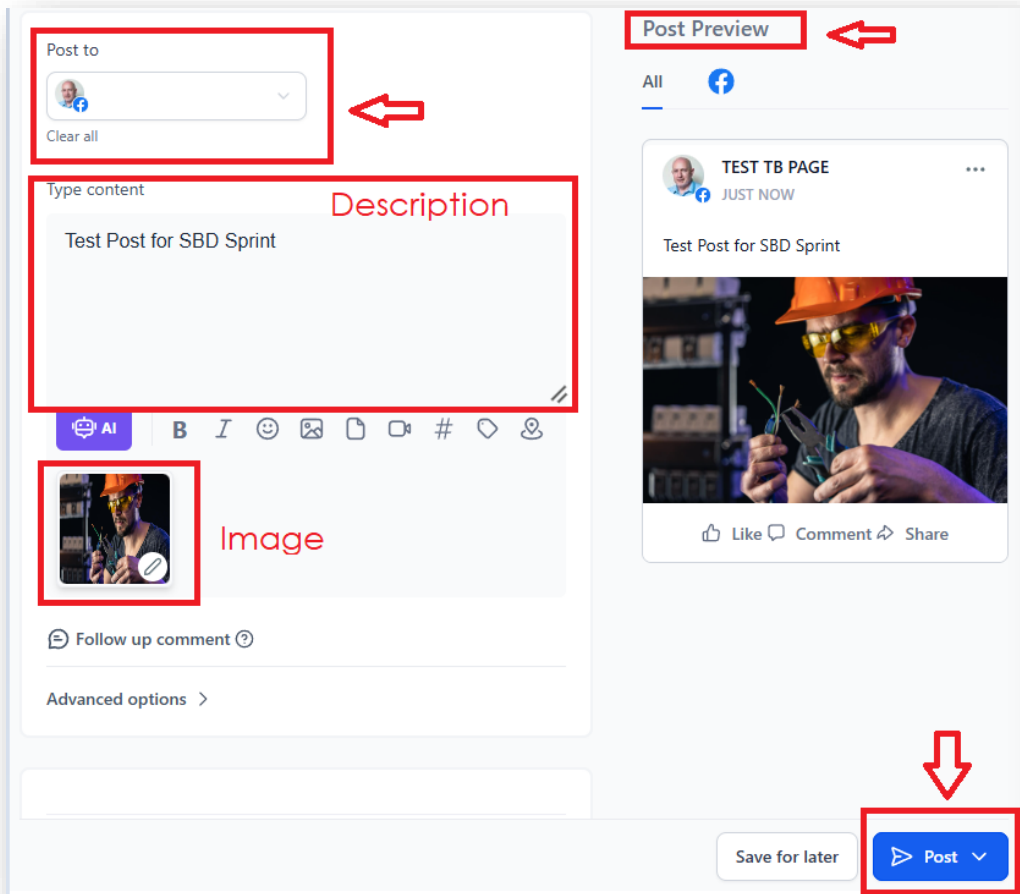 Post to
Clear all
Type content
Description
Test Post for SBD Sprint
AI B I #
Image
Follow up comment ?
Advanced options >
Post Preview
All
TEST TB PAGE
JUST NOW
Test Post for SBD Sprint
Like Comment Share
Save for later
Post